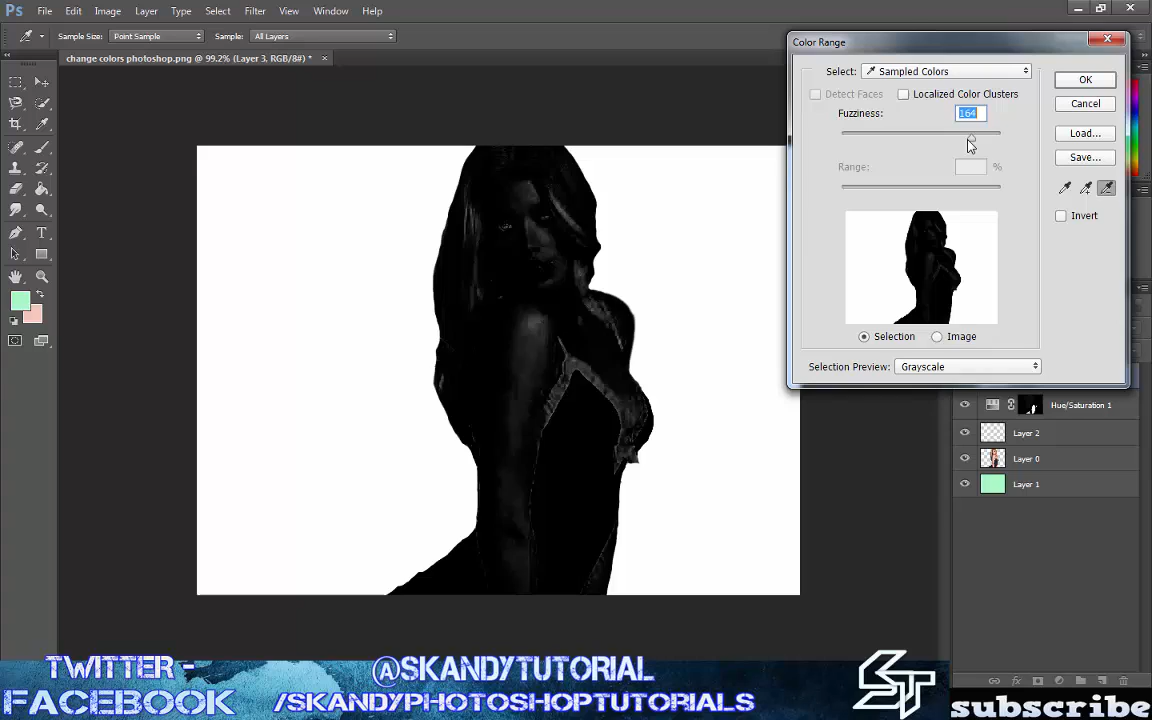 Ps File Edit Image Layer Type Select Filter View Window Help
Sample Size: Point Sample Sample: All Layers
change colors photoshop.png @ 99.2% (Layer 3, RGB/8#) * ×
Color Range
Select: Sampled Colors
OK
Detect Faces Localized Color Clusters
Cancel
Fuzziness: 164
Load...
Save...
Range: %
Invert
Selection Image
Selection Preview: Grayscale
Hue/Saturation 1
Layer 2
Layer 0
Layer 1
TWITTER - @SKANDYTUTORIAL
FACEBOOK /SKANDYPHOTOSHOPTUTORIALS
ST
subscribe